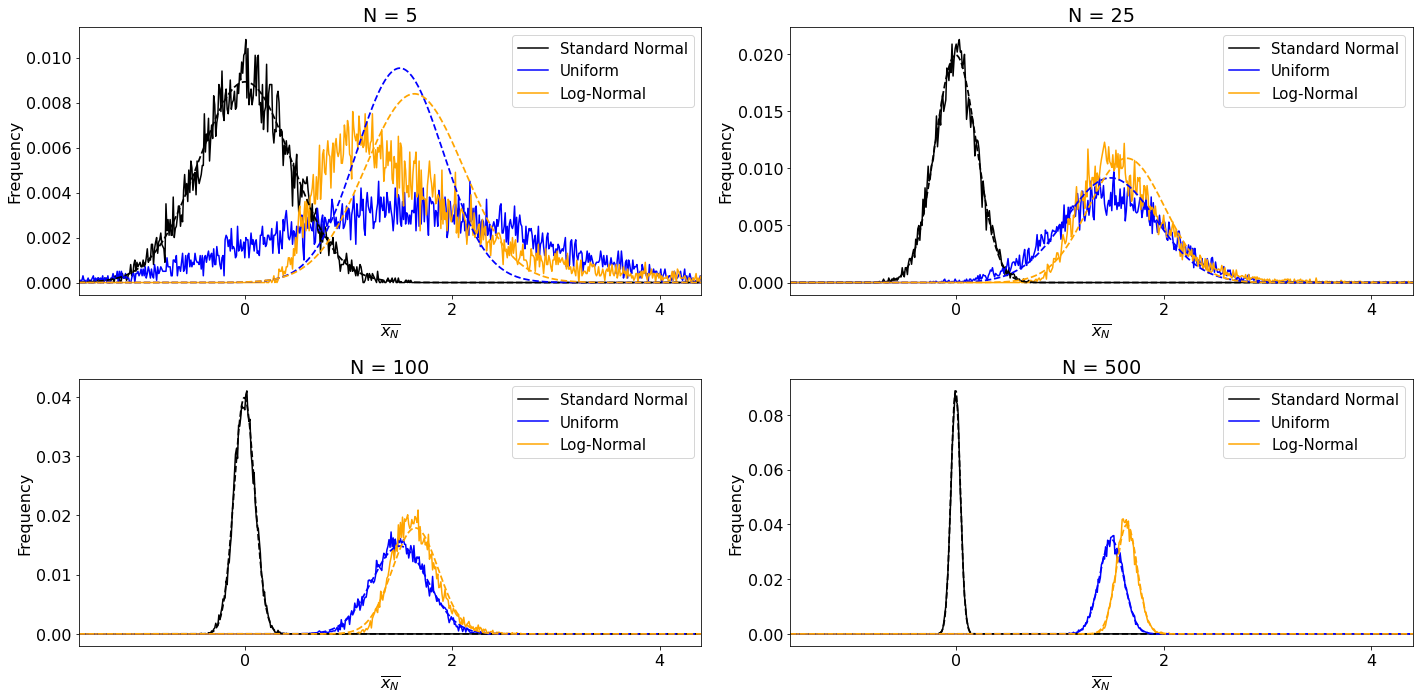 N = 5
Frequency
0.010
0.008
0.006
0.004
0.002
0.000
Standard Normal
Uniform
Log-Normal
0 2 4
x̅_N
N = 25
Frequency
0.020
0.015
0.010
0.005
0.000
Standard Normal
Uniform
Log-Normal
0 2 4
x̅_N
N = 100
Frequency
0.04
0.03
0.02
0.01
0.00
Standard Normal
Uniform
Log-Normal
0 2 4
x̅_N
N = 500
Frequency
0.08
0.06
0.04
0.02
0.00
Standard Normal
Uniform
Log-Normal
0 2 4
x̅_N